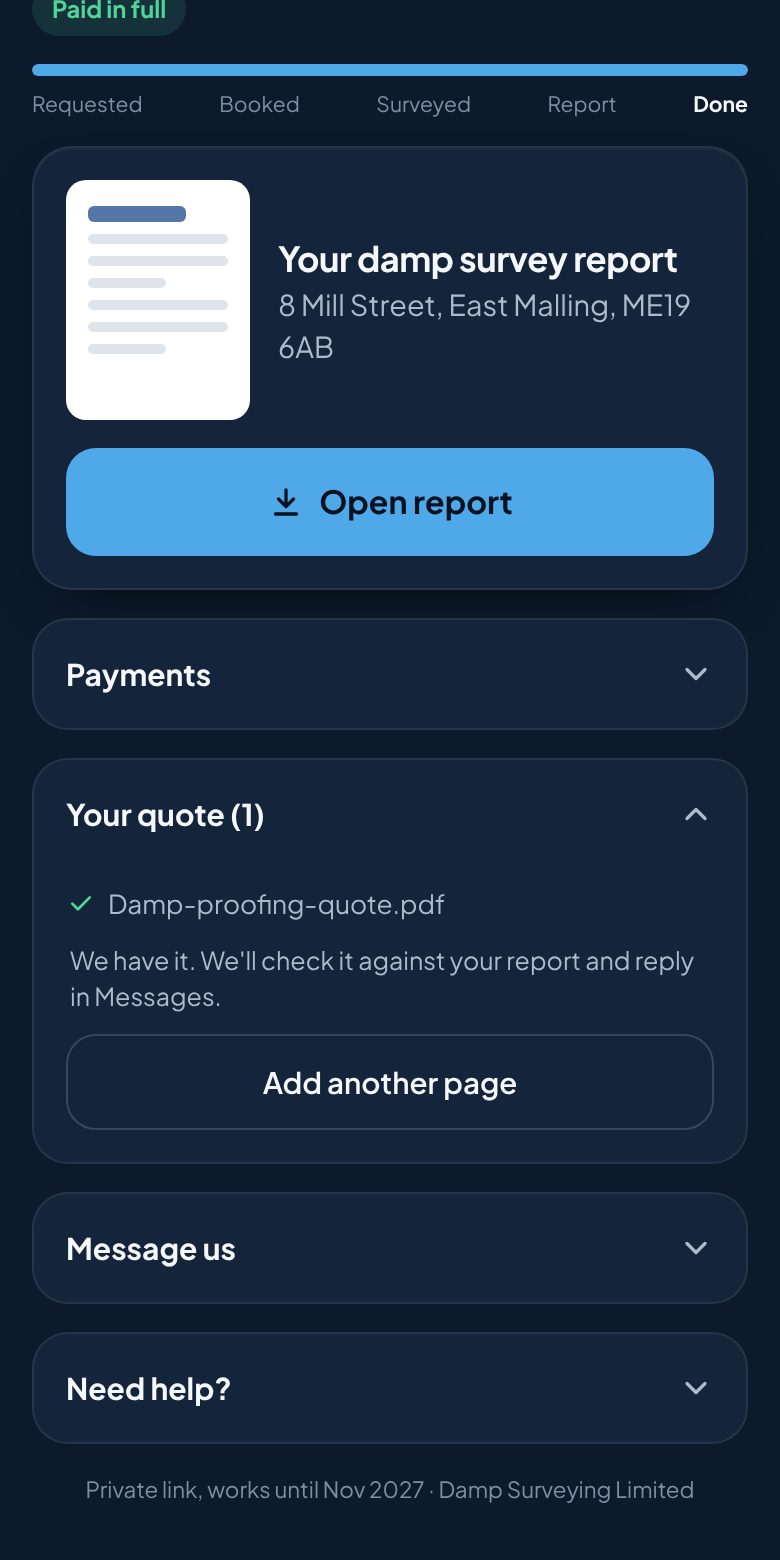 Paid in full
Requested Booked Surveyed Report Done
Your damp survey report
8 Mill Street, East Malling, ME19
6AB
Open report
Payments
Your quote (1)
Damp-proofing-quote.pdf
We have it. We'll check it against your report and reply
in Messages.
Add another page
Message us
Need help?
Private link, works until Nov 2027 · Damp Surveying Limited